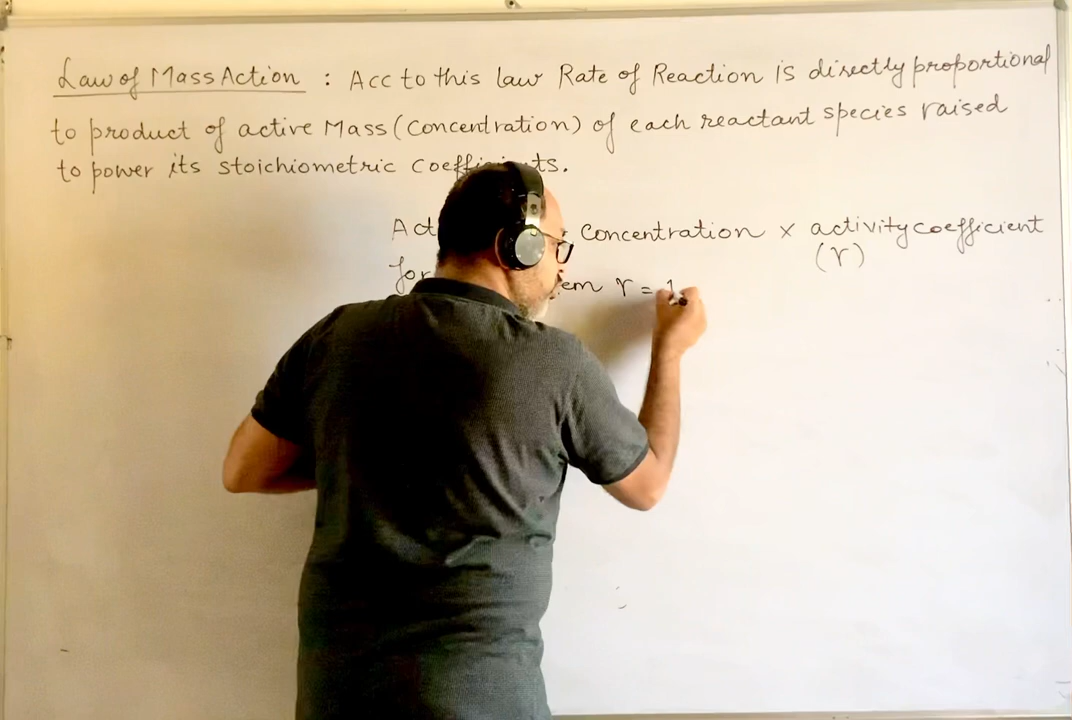 Law of Mass Action : Acc to this law Rate of Reaction is directly proportional
to product of active Mass (concentration) of each reactant species raised
to power its stoichiometric coefficients.
concentration × activity coefficient
(γ)
for γ = 1